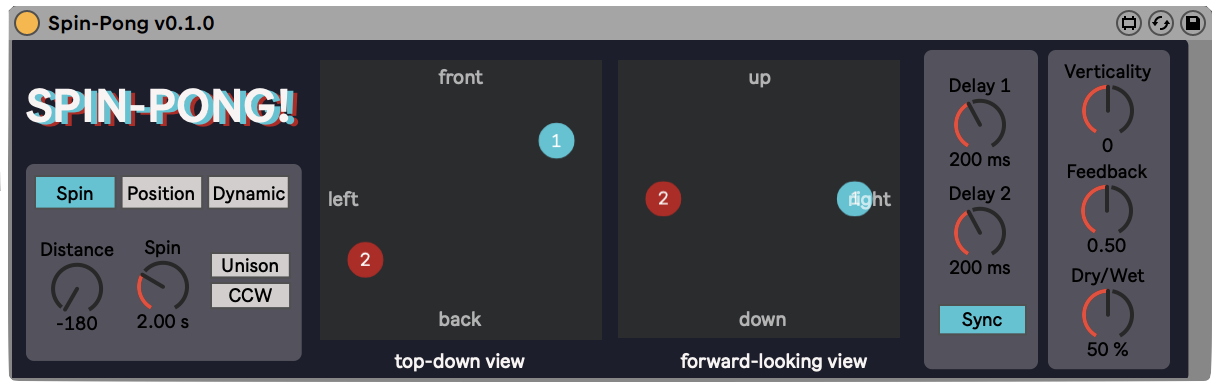 Spin-Pong v0.1.0
SPIN-PONG!
Spin Position Dynamic
Distance Spin
-180 2.00 s
Unison
CCW
front
left
1
2
back
top-down view
up
2
1
right
down
forward-looking view
Delay 1
200 ms
Delay 2
200 ms
Sync
Verticality
0
Feedback
0.50
Dry/Wet
50 %